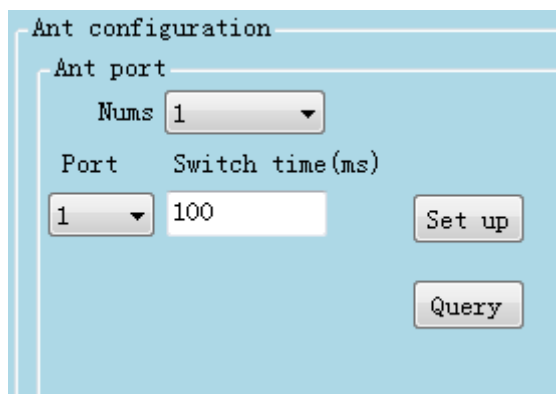 Ant configuration
Ant port
Nums 1
Port Switch time(ms)
1 100 Set up
Query